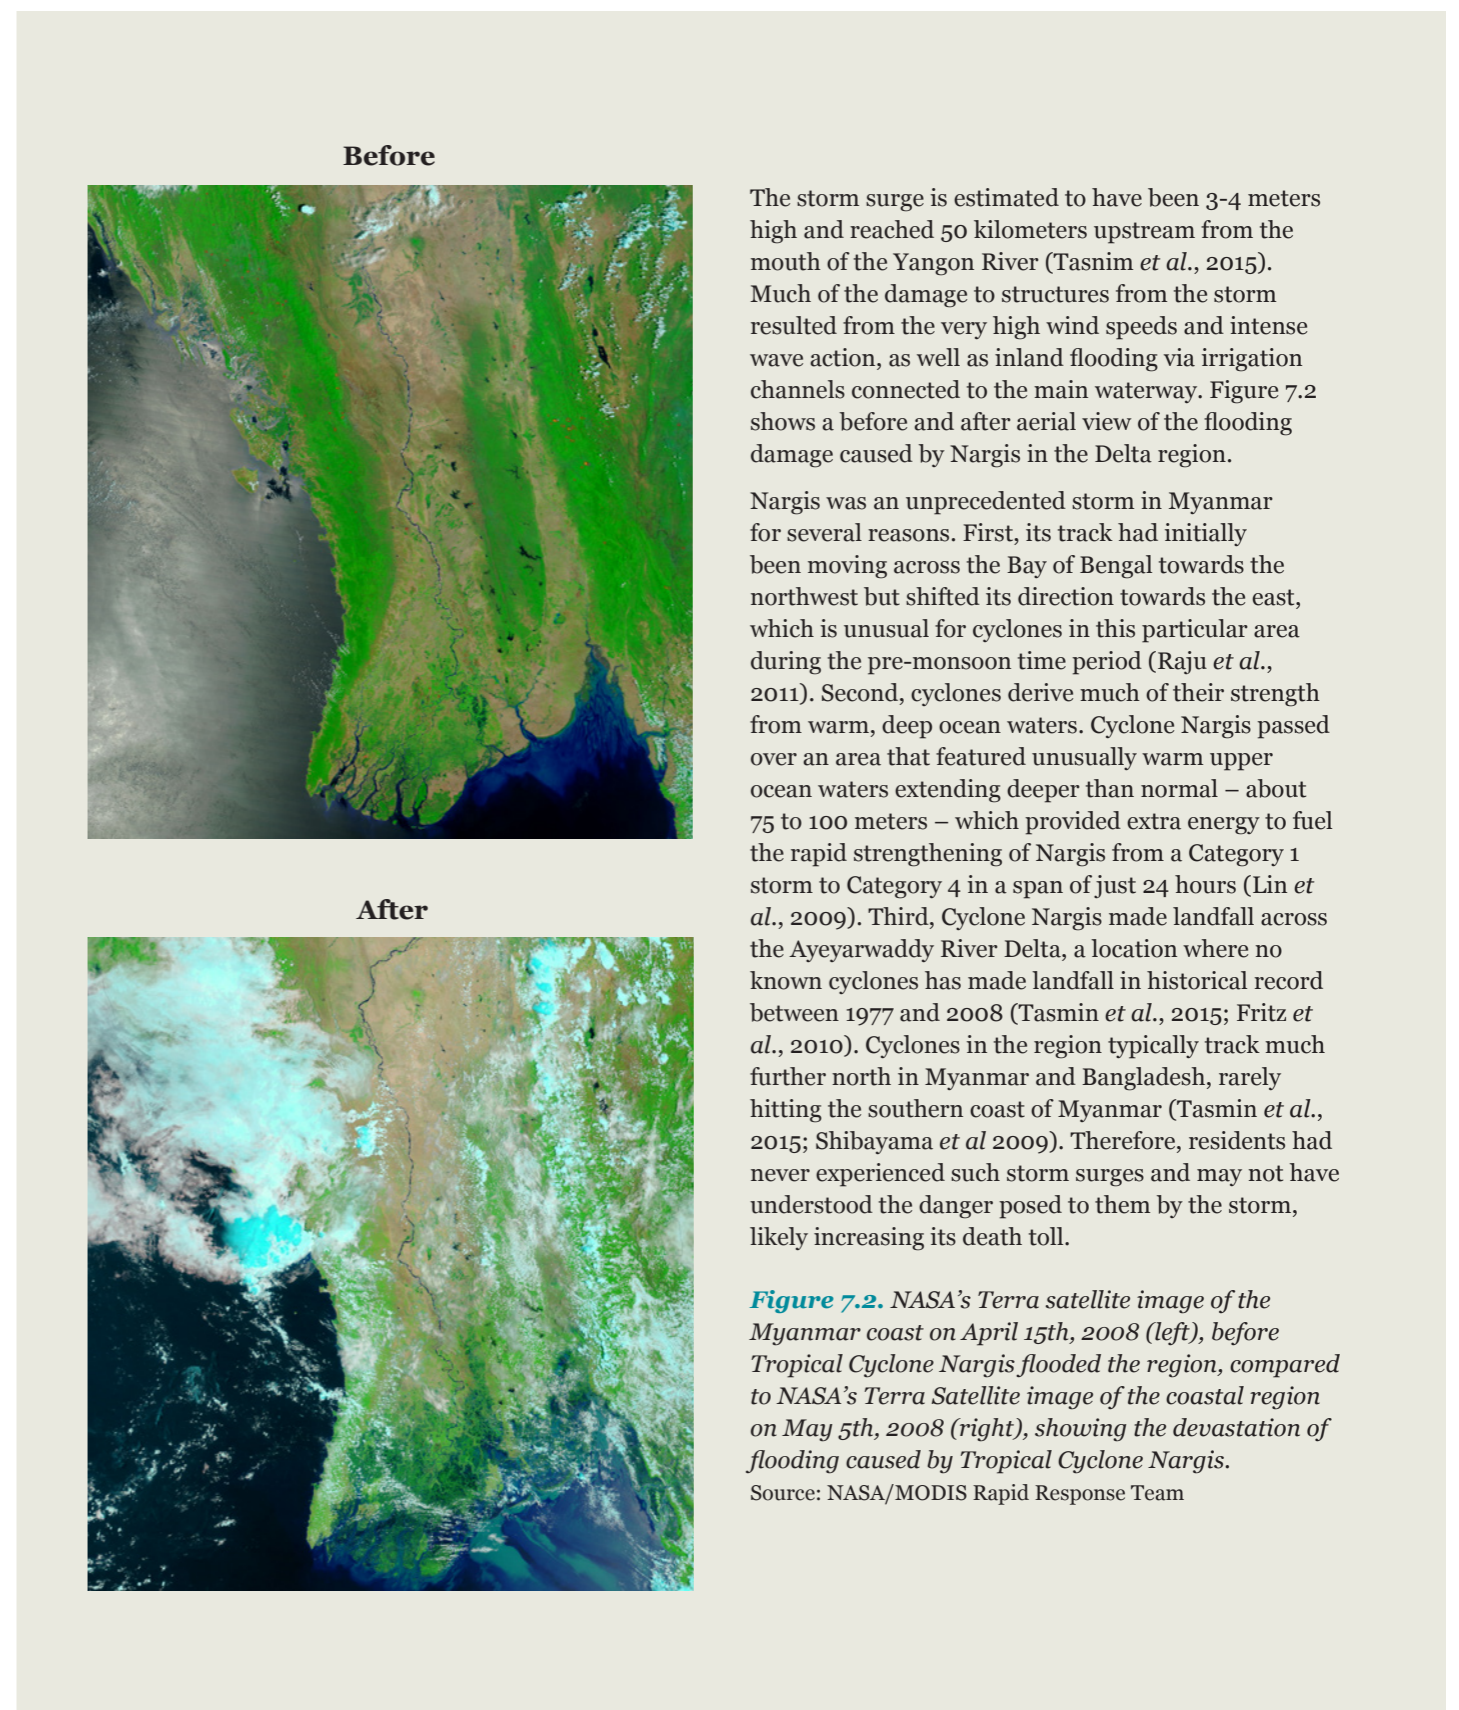 Before
The storm surge is estimated to have been 3-4 meters
high and reached 50 kilometers upstream from the
mouth of the Yangon River (Tasnim et al., 2015).
Much of the damage to structures from the storm
resulted from the very high wind speeds and intense
wave action, as well as inland flooding via irrigation
channels connected to the main waterway. Figure 7.2
shows a before and after aerial view of the flooding
damage caused by Nargis in the Delta region.
Nargis was an unprecedented storm in Myanmar
for several reasons. First, its track had initially
been moving across the Bay of Bengal towards the
northwest but shifted its direction towards the east,
which is unusual for cyclones in this particular area
during the pre-monsoon time period (Raju et al.,
2011). Second, cyclones derive much of their strength
from warm, deep ocean waters. Cyclone Nargis passed
over an area that featured unusually warm upper
ocean waters extending deeper than normal – about
75 to 100 meters – which provided extra energy to fuel
the rapid strengthening of Nargis from a Category 1
storm to Category 4 in a span of just 24 hours (Lin et
al., 2009). Third, Cyclone Nargis made landfall across
the Ayeyarwaddy River Delta, a location where no
known cyclones has made landfall in historical record
between 1977 and 2008 (Tasmin et al., 2015; Fritz et
al., 2010). Cyclones in the region typically track much
further north in Myanmar and Bangladesh, rarely
hitting the southern coast of Myanmar (Tasmin et al.,
2015; Shibayama et al 2009). Therefore, residents had
never experienced such storm surges and may not have
understood the danger posed to them by the storm,
likely increasing its death toll.
After
Figure 7.2. NASA’s Terra satellite image of the
Myanmar coast on April 15th, 2008 (left), before
Tropical Cyclone Nargis flooded the region, compared
to NASA’s Terra Satellite image of the coastal region
on May 5th, 2008 (right), showing the devastation of
flooding caused by Tropical Cyclone Nargis.
Source: NASA/MODIS Rapid Response Team